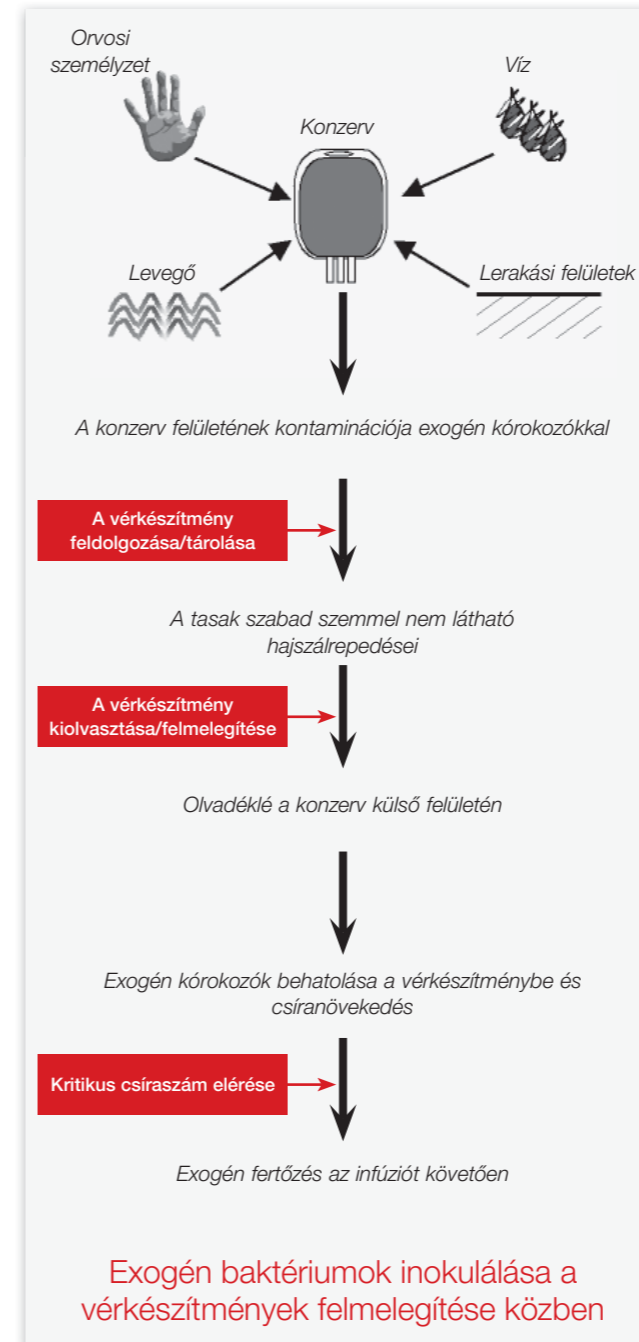 Orvosi
személyzet
Víz
Konzerv
Levegő
Lerakási felületek
A konzerv felületének kontaminációja exogén kórokozókkal
A vérkészítmény
feldolgozása/tárolása
A tasak szabad szemmel nem látható
hajszálrepedései
A vérkészítmény
kiolvasztása/felmelegítése
Olvadéklé a konzerv külső felületén
Exogén kórokozók behatolása a vérkészítménybe és
csíranövekedés
Kritikus csíraszám elérése
Exogén fertőzés az infúziót követően
Exogén baktériumok inokulálása a
vérkészítmények felmelegítése közben